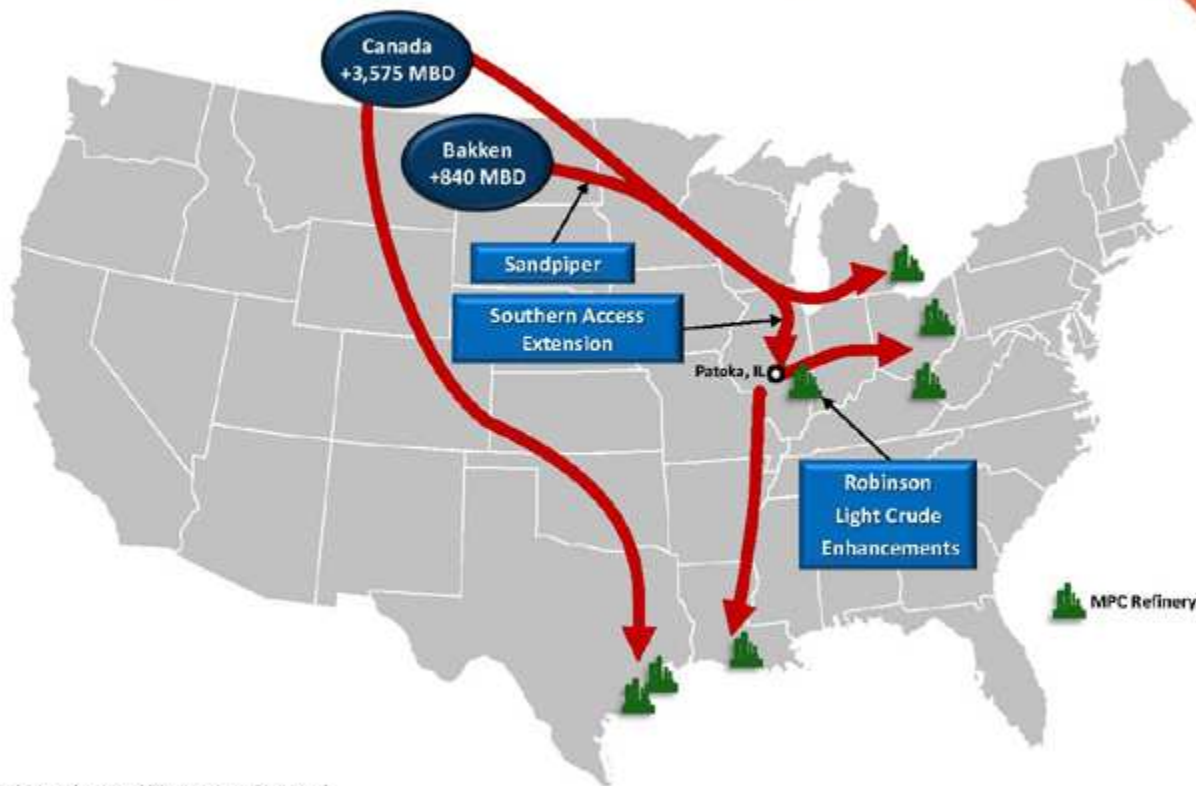 Canada
+3,575 MBD
Bakken
+840 MBD
Sandpiper
Southern Access
Extension
Patoka, IL
Robinson
Light Crude
Enhancements
MPC Refinery